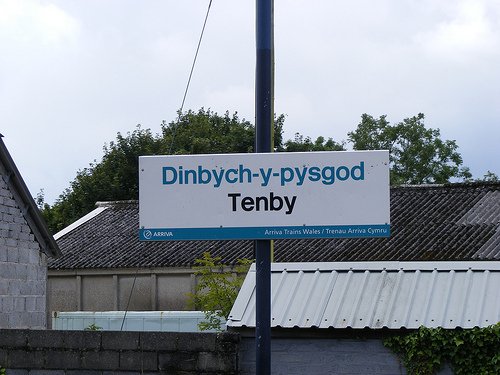 Dinbych-y-pysgod
Tenby
ARRIVA Arriva Trains Wales / Trenau Arriva Cymru